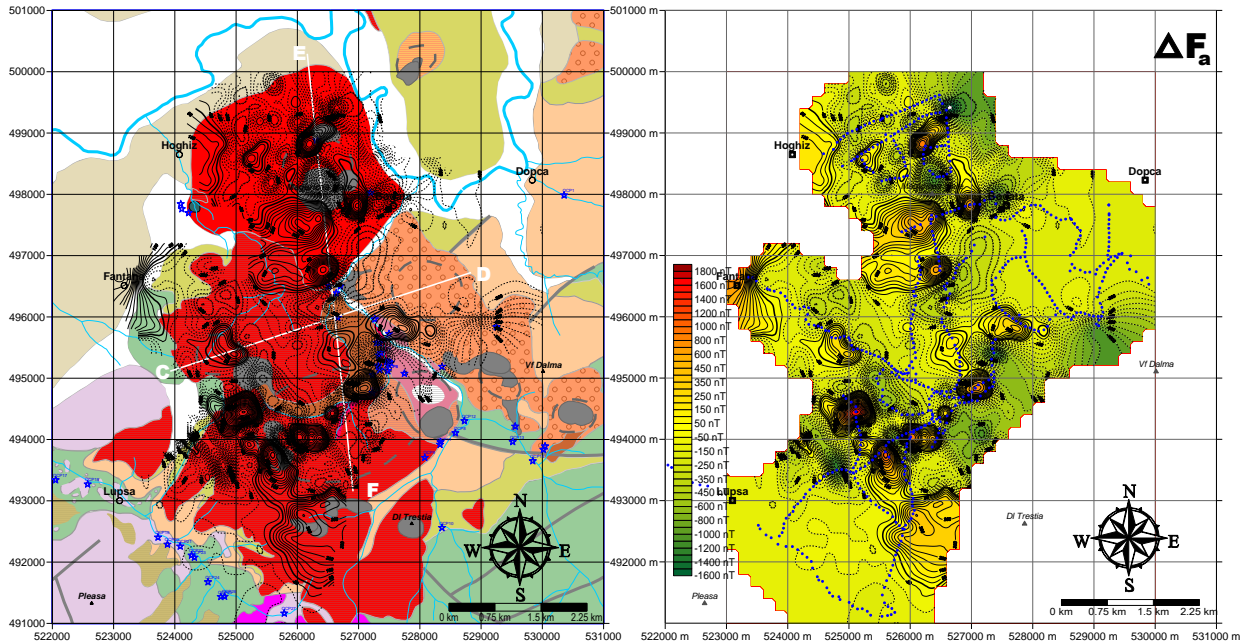 501000
500000
499000
498000
497000
496000
495000
494000
493000
492000
491000
522000
523000
524000
525000
526000
527000
528000
529000
530000
531000
E
Hoghiz
Dopca
D
C
Vf Dalma
F
Lupsa
Dl Trestia
Pleasa
N
W
E
S
0 km
0.75 km
1.5 km
2.25 km
ΔFa
501000 m
500000 m
499000 m
498000 m
497000 m
496000 m
495000 m
494000 m
493000 m
492000 m
522000 m
523000 m
524000 m
525000 m
526000 m
527000 m
528000 m
529000 m
530000 m
531000 m
Hoghiz
Dopca
1800 nT
1600 nT
1400 nT
1200 nT
1000 nT
800 nT
600 nT
450 nT
350 nT
250 nT
150 nT
50 nT
-50 nT
-150 nT
-250 nT
-450 nT
-600 nT
-800 nT
-1000 nT
-1200 nT
-1400 nT
-1600 nT
Vf Dalma
Lupsa
Dl Trestia
Pleasa
N
W
E
S
0 km
0.75 km
1.5 km
2.25 km